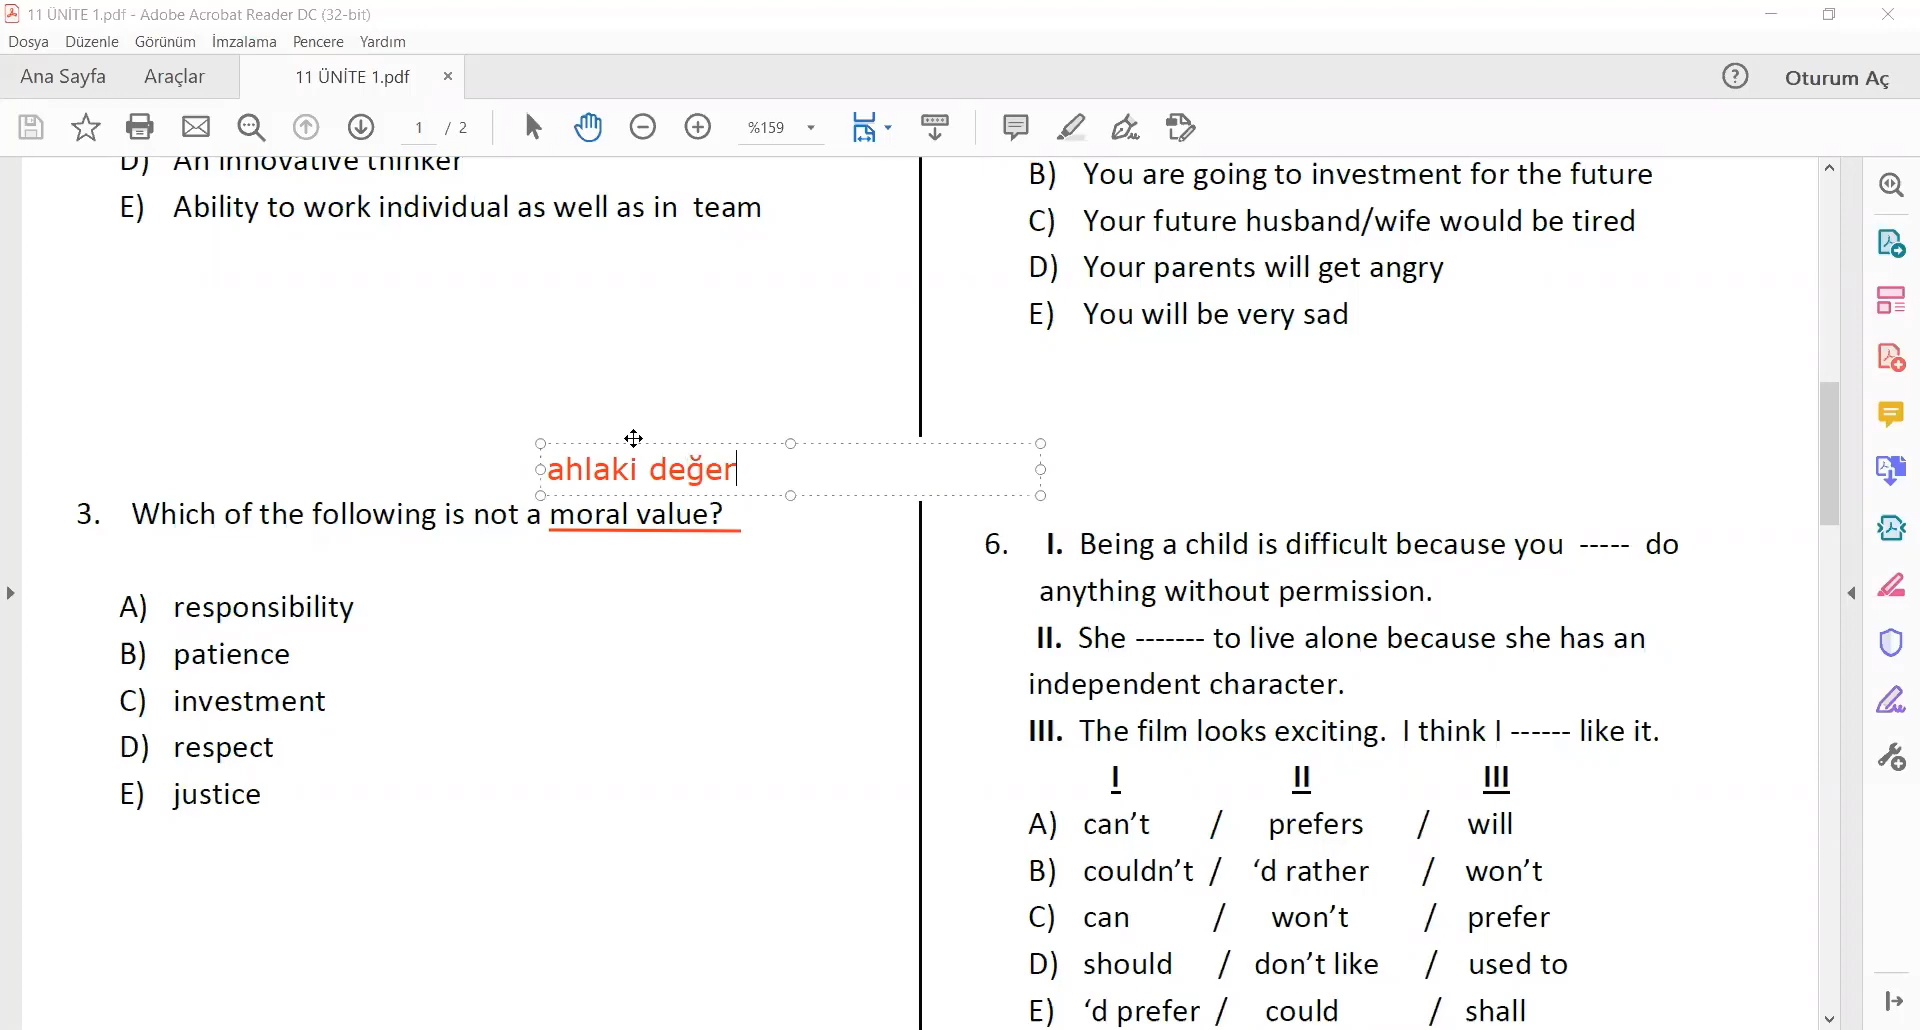 11 ÜNİTE 1.pdf - Adobe Acrobat Reader DC (32-bit)
Dosya Düzenle Görünüm İmzalama Pencere Yardım
Ana Sayfa Araçlar 11 ÜNİTE 1.pdf × ? Oturum Aç
1 / 2 %159
D) An innovative thinker
E) Ability to work individual as well as in team
ahlaki değer
3. Which of the following is not a moral value?
A) responsibility
B) patience
C) investment
D) respect
E) justice
B) You are going to investment for the future
C) Your future husband/wife would be tired
D) Your parents will get angry
E) You will be very sad
6. I. Being a child is difficult because you ----- do
anything without permission.
II. She ------- to live alone because she has an
independent character.
III. The film looks exciting. I think I ------ like it.
I II III
A) can’t / prefers / will
B) couldn’t / ‘d rather / won’t
C) can / won’t / prefer
D) should / don’t like / used to
E) ‘d prefer / could / shall